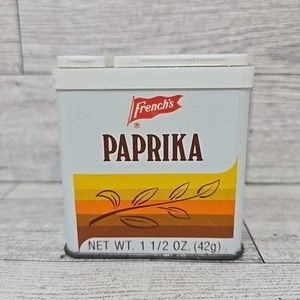 French's
®
PAPRIKA
NET WT. 1 1/2 OZ. (42g)